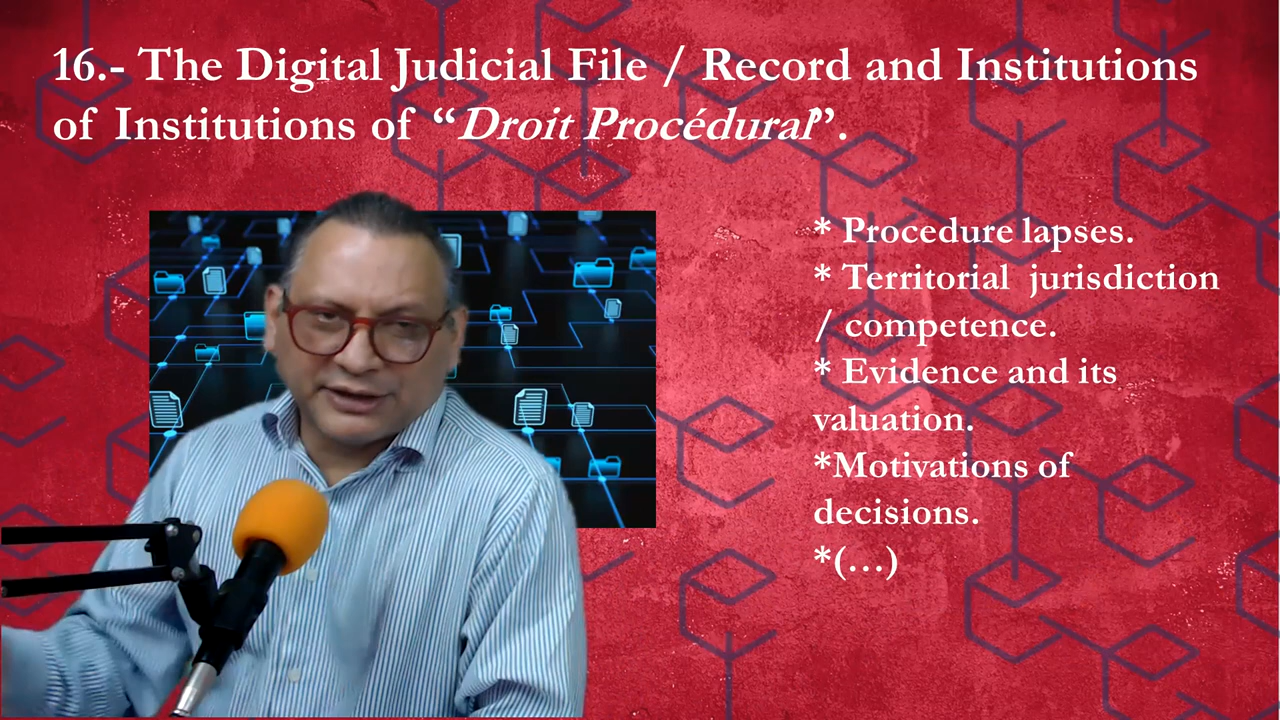 16.- The Digital Judicial File / Record and Institutions
of Institutions of “Droit Procédural”.
* Procedure lapses.
* Territorial jurisdiction
/ competence.
* Evidence and its
valuation.
*Motivations of
decisions.
*(…)